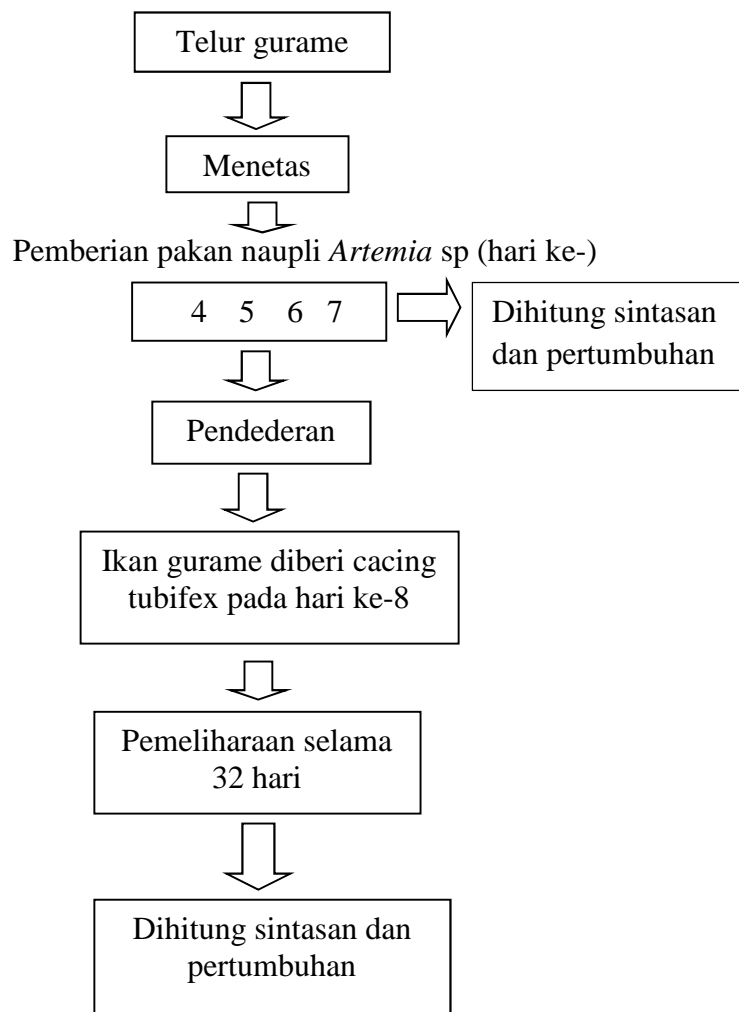 Telur gurame
Menetas
Pemberian pakan naupli Artemia sp (hari ke-)
4 5 6 7
Dihitung sintasan
dan pertumbuhan
Pendederan
Ikan gurame diberi cacing
tubifex pada hari ke-8
Pemeliharaan selama
32 hari
Dihitung sintasan dan
pertumbuhan